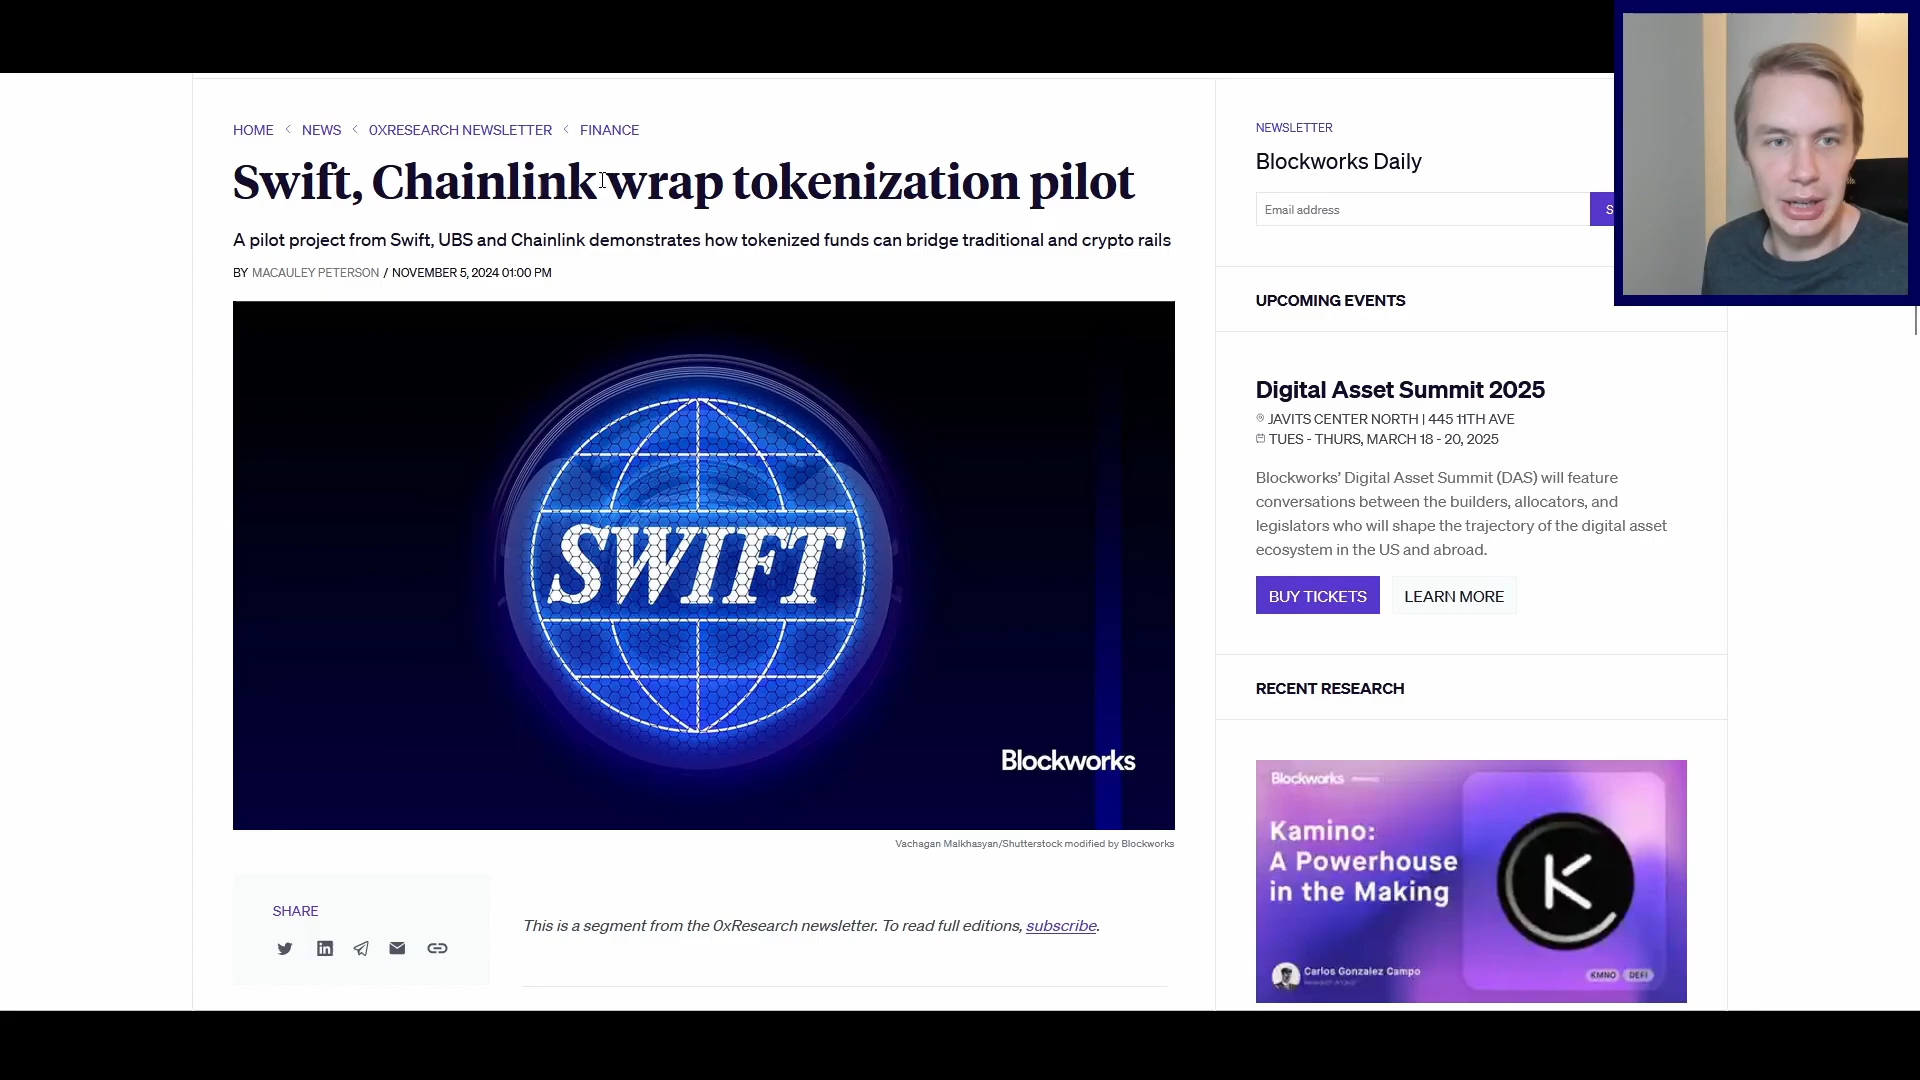 HOME NEWS 0XRESEARCH NEWSLETTER FINANCE
Swift, Chainlink wrap tokenization pilot
A pilot project from Swift, UBS and Chainlink demonstrates how tokenized funds can bridge traditional and crypto rails
BY MACAULEY PETERSON / NOVEMBER 5, 2024 01:00 PM
SWIFT
Blockworks
Vachagan Malkhasyan/Shutterstock modified by Blockworks
SHARE
This is a segment from the 0xResearch newsletter. To read full editions, subscribe.
NEWSLETTER
Blockworks Daily
Email address
S
UPCOMING EVENTS
Digital Asset Summit 2025
JAVITS CENTER NORTH | 445 11TH AVE
TUES - THURS, MARCH 18 - 20, 2025
Blockworks’ Digital Asset Summit (DAS) will feature
conversations between the builders, allocators, and
legislators who will shape the trajectory of the digital asset
ecosystem in the US and abroad.
BUY TICKETS LEARN MORE
RECENT RESEARCH
Blockworks
Kamino:
A Powerhouse
in the Making
Carlos Gonzalez Campo
KMNO DEFI